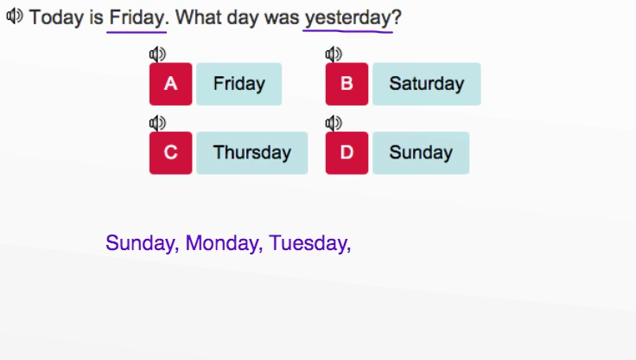 Today is Friday. What day was yesterday?
A Friday
B Saturday
C Thursday
D Sunday
Sunday, Monday, Tuesday,